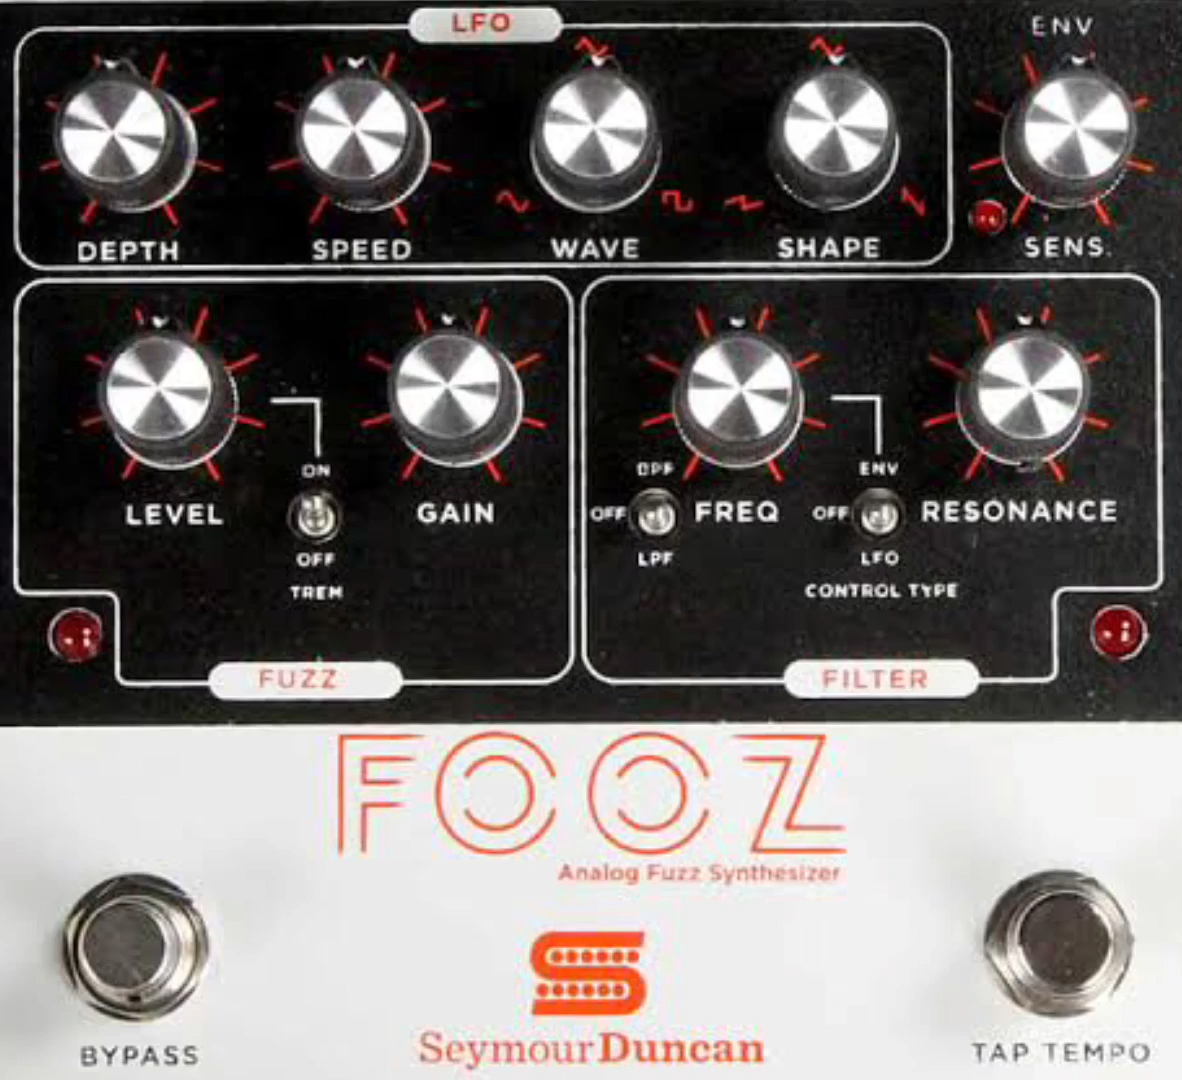 LFO
ENV
DEPTH
SPEED
WAVE
SHAPE
SENS.
LEVEL
ON
OFF
TREM
GAIN
BPF
OFF
LPF
FREQ
ENV
OFF
LFO
CONTROL TYPE
RESONANCE
FUZZ
FILTER
FOOZ
Analog Fuzz Synthesizer
Seymour Duncan
BYPASS
TAP TEMPO